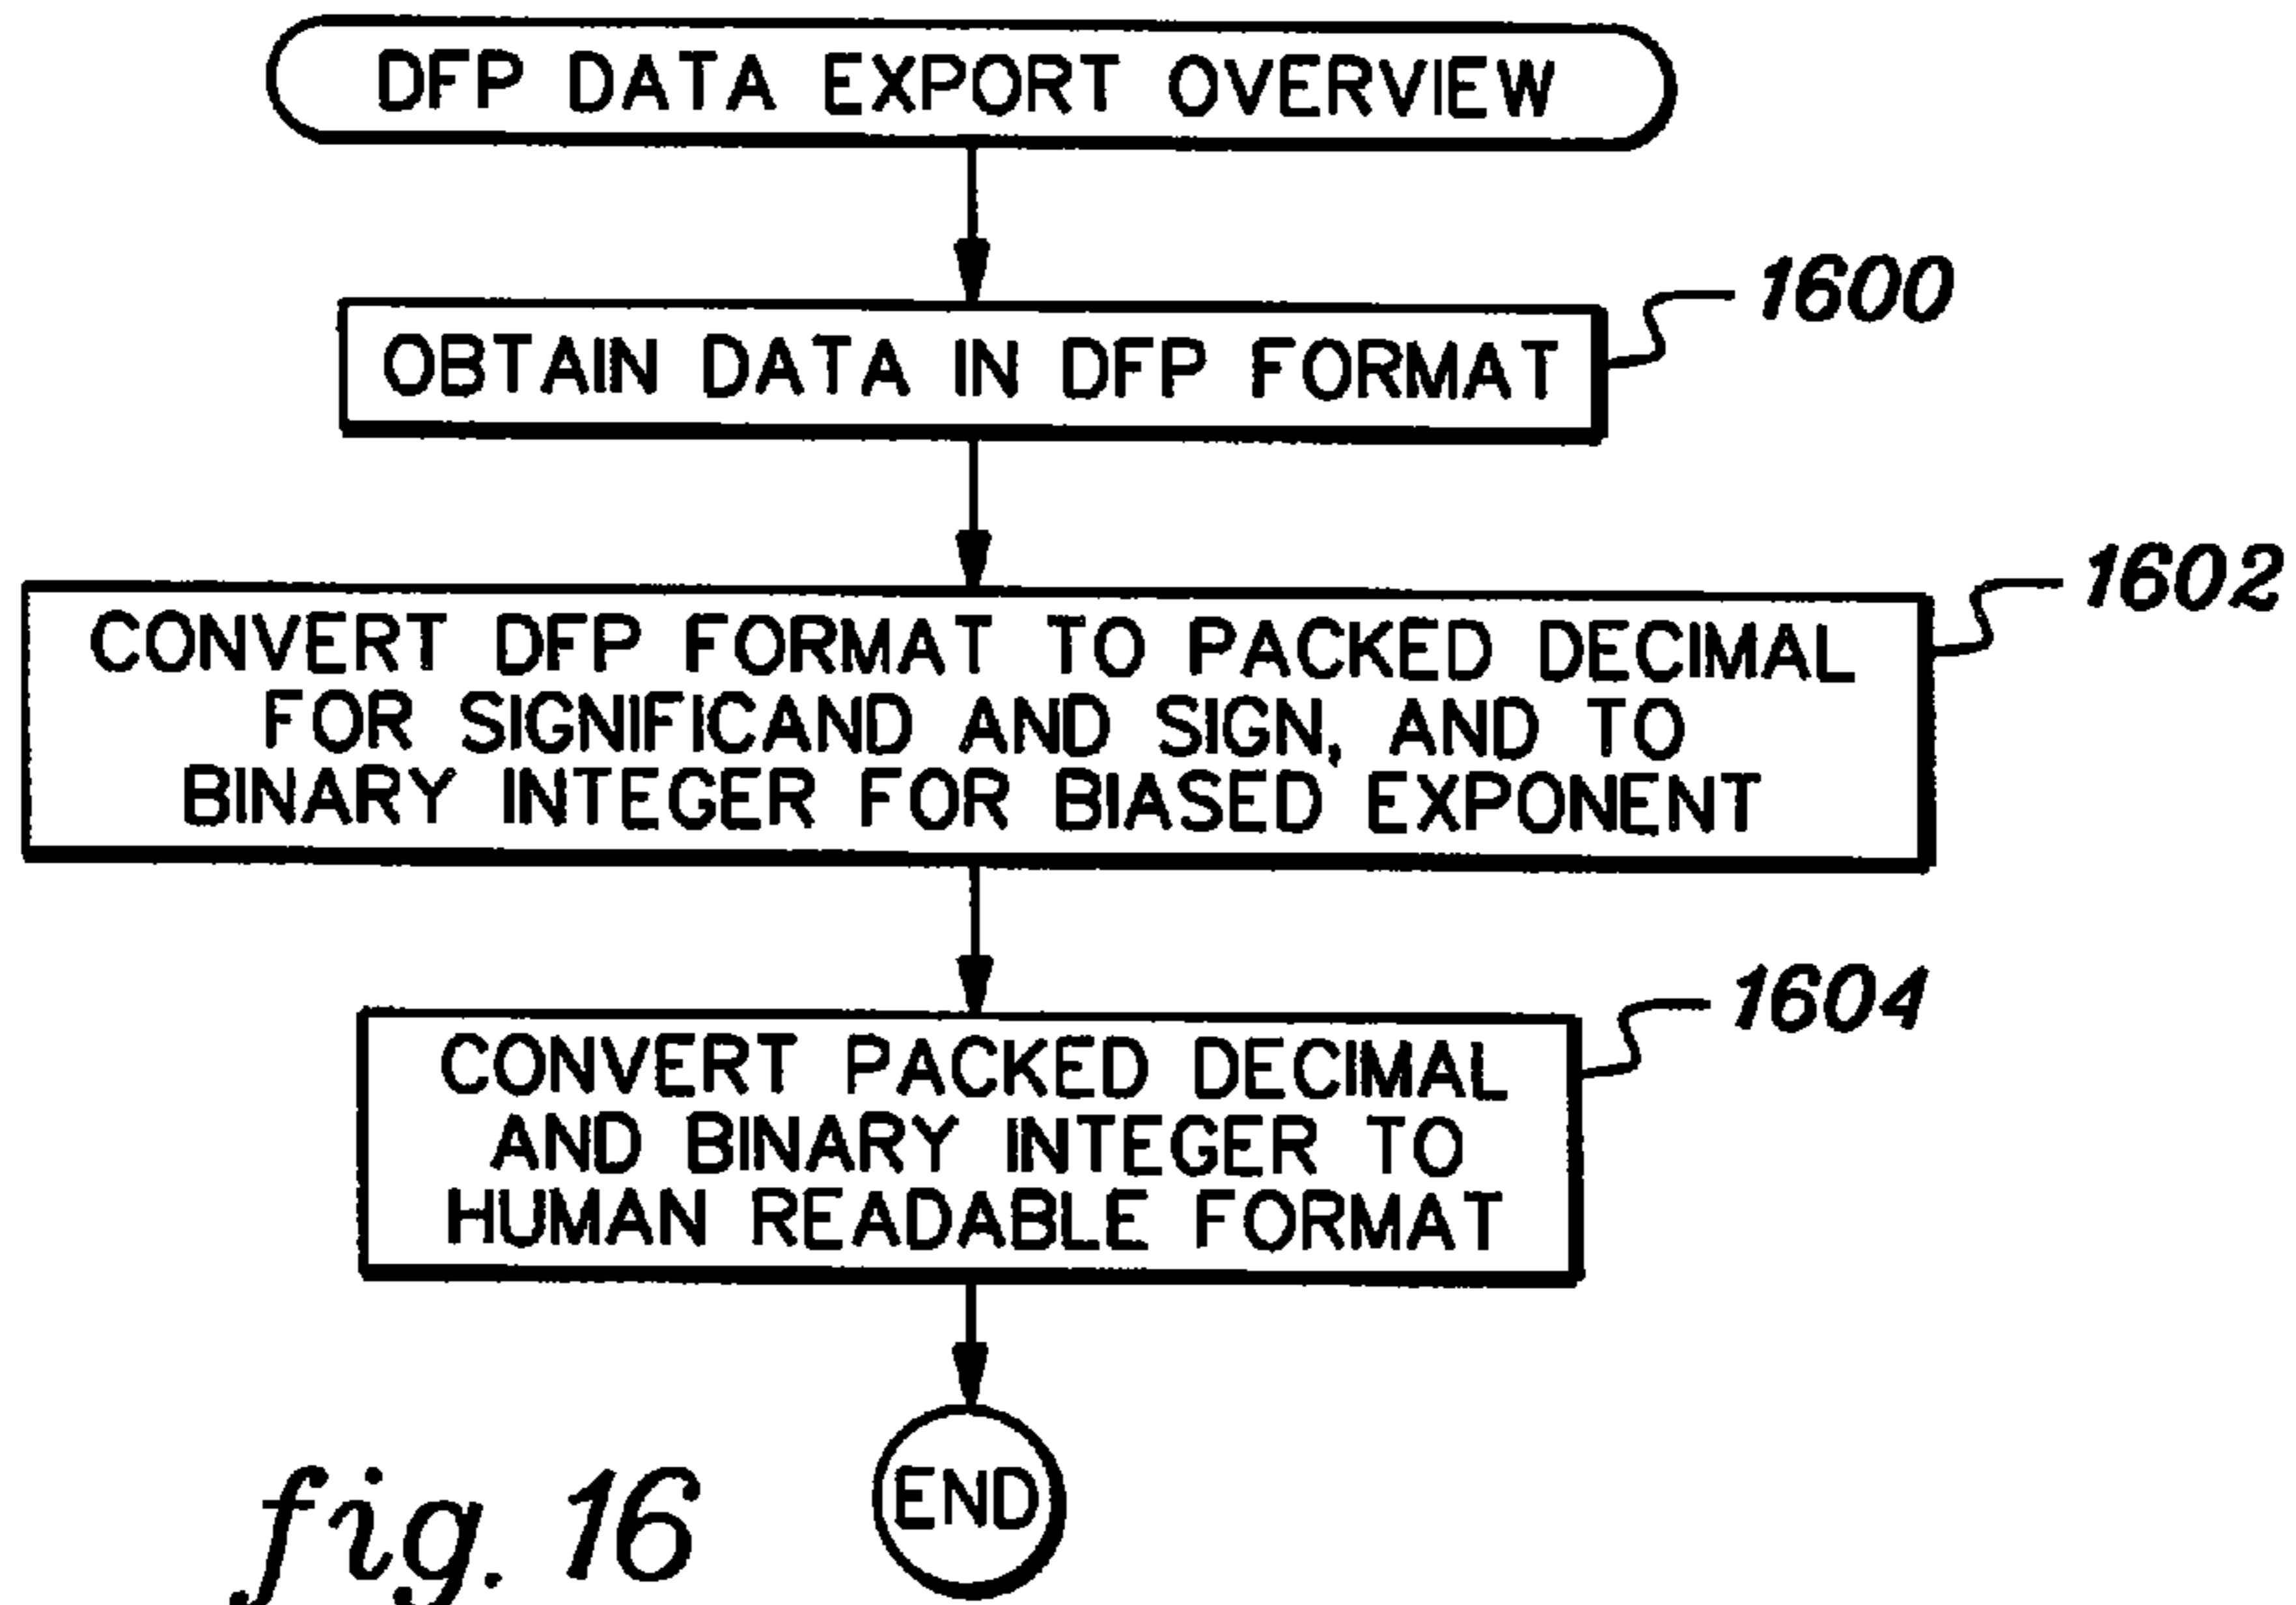 DFP DATA EXPORT OVERVIEW
OBTAIN DATA IN DFP FORMAT
1600
CONVERT DFP FORMAT TO PACKED DECIMAL
FOR SIGNIFICAND AND SIGN, AND TO
BINARY INTEGER FOR BIASED EXPONENT
1602
CONVERT PACKED DECIMAL
AND BINARY INTEGER TO
HUMAN READABLE FORMAT
1604
END
fig. 16